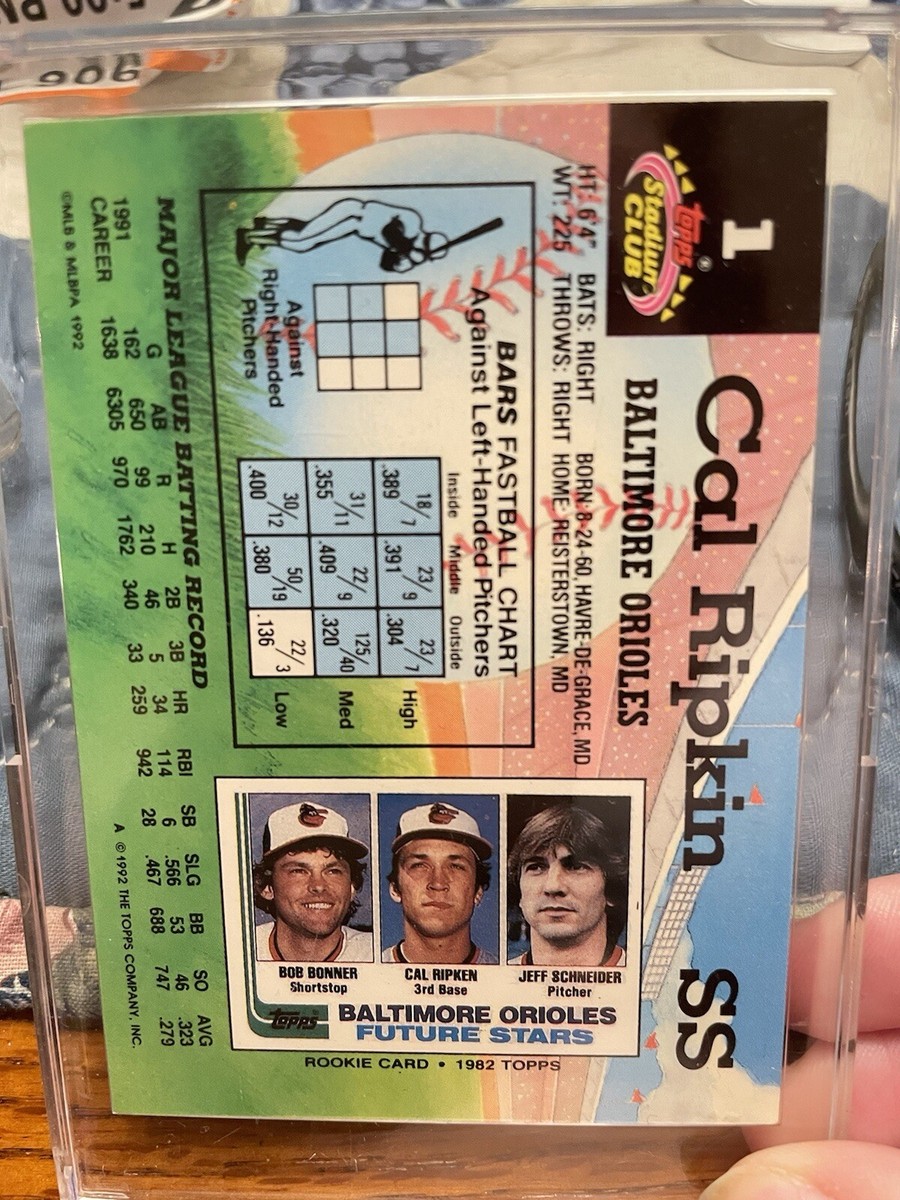 1
Topps®
Stadium
CLUB
Cal Ripkin SS
BALTIMORE ORIOLES
HT: 6'4" BATS: RIGHT BORN: 8-24-60, HAVRE-DE-GRACE, MD
WT: 225 THROWS: RIGHT HOME: REISTERSTOWN, MD
BARS FASTBALL CHART
Against Left-Handed Pitchers
Inside Middle Outside
18/7 23/9 23/7 High
.389 .391 .304
31/11 22/9 125/40 Med
.355 .409 .320
30/12 50/19 22/3 Low
.400 .380 .136
Against
Right-Handed
Pitchers
BOB BONNER
Shortstop
CAL RIPKEN
3rd Base
JEFF SCHNEIDER
Pitcher
TOPPS
BALTIMORE ORIOLES
FUTURE STARS
ROOKIE CARD • 1982 TOPPS
MAJOR LEAGUE BATTING RECORD
G AB R H 2B 3B HR RBI SB SLG BB SO AVG
1991 162 650 99 210 46 5 34 114 6 .566 53 46 .323
CAREER 1638 6305 970 1762 340 33 259 942 28 .467 688 747 .279
©MLB & MLBPA 1992
A ©1992 THE TOPPS COMPANY, INC.
906